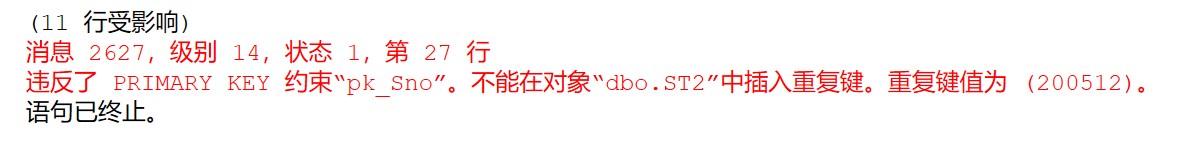 (11 行受影响)
消息 2627，级别 14，状态 1，第 27 行
违反了 PRIMARY KEY 约束“pk_Sno”。不能在对象“dbo.ST2”中插入重复键。重复键值为 (200512)。
语句已终止。